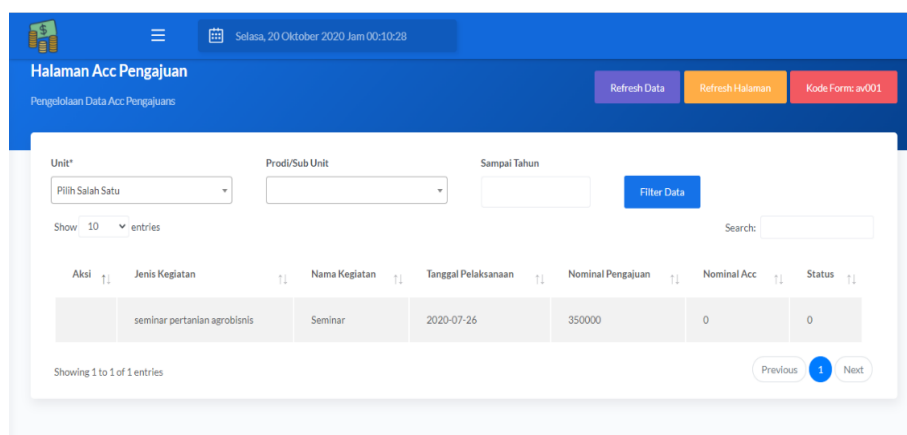 Selasa, 20 Oktober 2020 Jam 00:10:28
Halaman Acc Pengajuan
Pengelolaan Data Acc Pengajuans
Refresh Data Refresh Halaman Kode Form: av001
Unit* Prodi/Sub Unit Sampai Tahun
Pilih Salah Satu Filter Data
Show 10 entries Search:
Aksi Jenis Kegiatan Nama Kegiatan Tanggal Pelaksanaan Nominal Pengajuan Nominal Acc Status
seminar pertanian agrobisnis Seminar 2020-07-26 350000 0 0
Showing 1 to 1 of 1 entries Previous 1 Next